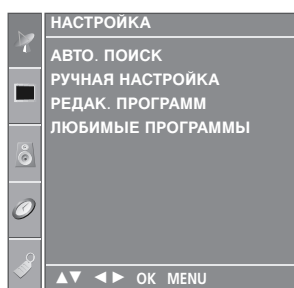 НАСТРОЙКА
АВТО. ПОИСК
РУЧНАЯ НАСТРОЙКА
РЕДАК. ПРОГРАММ
ЛЮБИМЫЕ ПРОГРАММЫ
▲▼ ◄► OK MENU